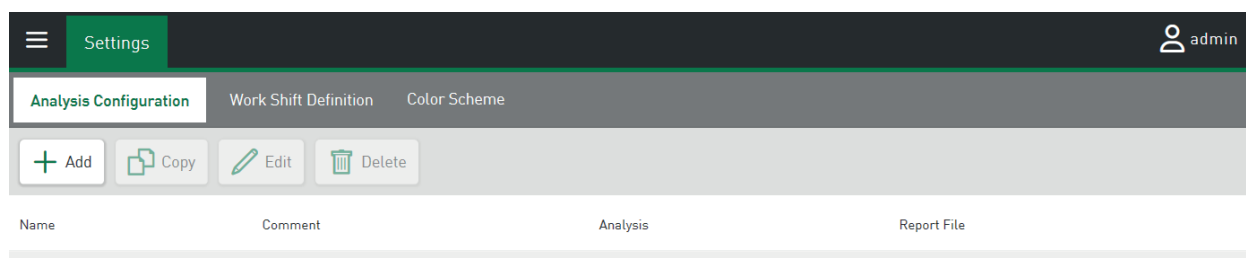 Settings admin
Analysis Configuration Work Shift Definition Color Scheme
Add Copy Edit Delete
Name Comment Analysis Report File